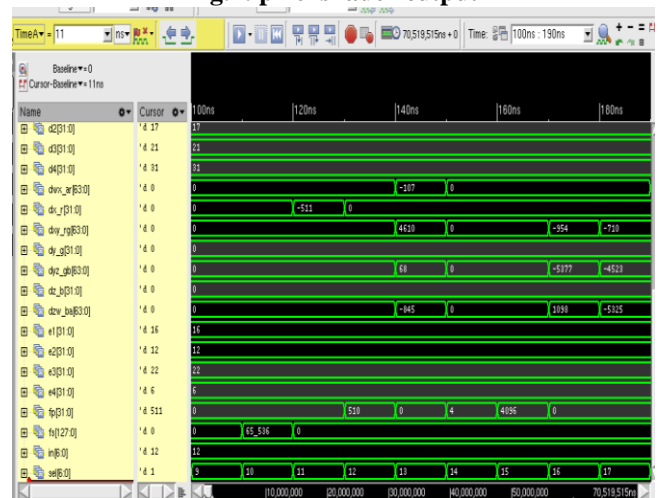 TimeA = 11 ns 70,519,515ns + 0 Time: 100ns : 190ns
Baseline = 0
Cursor-Baseline = 11ns
Name Cursor 100ns 120ns 140ns 160ns 180ns
d2[31:0] 'd 17 17
d3[31:0] 'd 21 21
d4[31:0] 'd 31 31
dwx_ar[63:0] 'd 0 0 -107 0
dx_r[31:0] 'd 0 0 -511 0
dxy_rg[63:0] 'd 0 0 4610 0 -954 -710
dy_g[31:0] 'd 0 0
dyz_gb[63:0] 'd 0 0 68 0 -5377 -4523
dz_b[31:0] 'd 0 0
dzw_ba[63:0] 'd 0 0 -845 0 1098 -5325
e1[31:0] 'd 16 16
e2[31:0] 'd 12 12
e3[31:0] 'd 22 22
e4[31:0] 'd 6 6
fp[31:0] 'd 511 0 510 0 4 4096 0
fs[127:0] 'd 0 0 65_536 0
in[6:0] 'd 12 12
sel[6:0] 'd 1 9 10 11 12 13 14 15 16 17
10,000,000 20,000,000 30,000,000 40,000,000 50,000,000 70,519,515ns